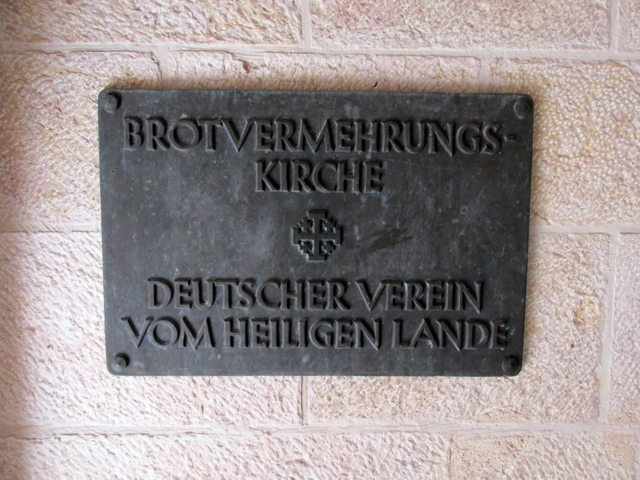 BROTVERMEHRUNGS-
KIRCHE
DEUTSCHER VEREIN
VOM HEILIGEN LANDE